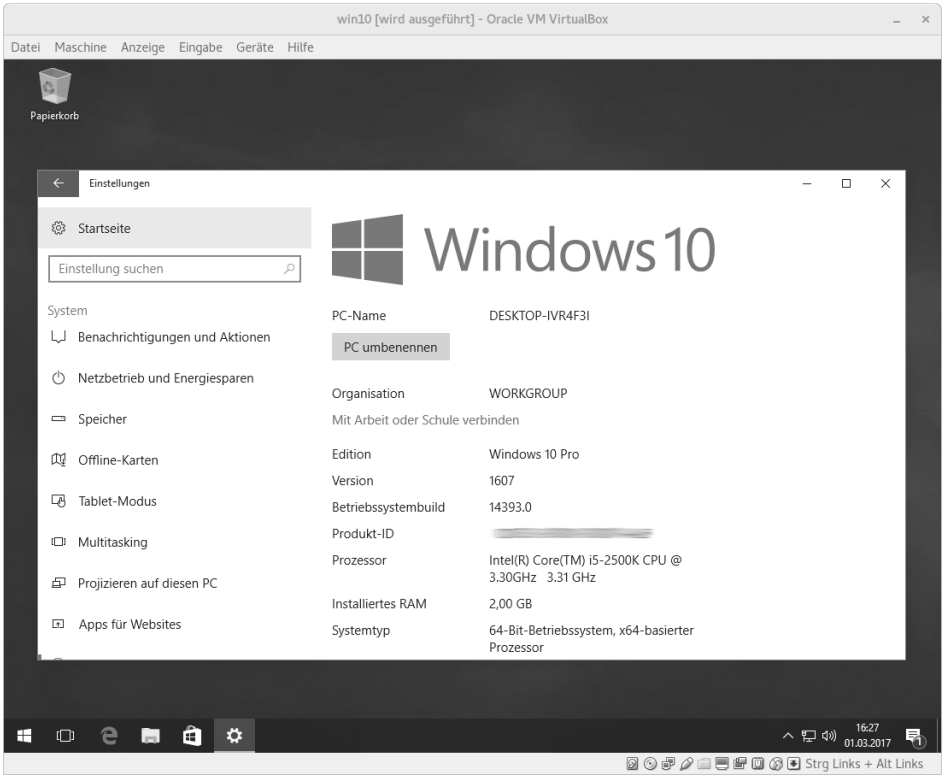 win10 [wird ausgeführt] - Oracle VM VirtualBox
Datei Maschine Anzeige Eingabe Geräte Hilfe
Papierkorb
Einstellungen
Startseite
Einstellung suchen
System
Benachrichtigungen und Aktionen
Netzbetrieb und Energiesparen
Speicher
Offline-Karten
Tablet-Modus
Multitasking
Projizieren auf diesen PC
Apps für Websites
Windows 10
PC-Name DESKTOP-IVR4F3I
PC umbenennen
Organisation WORKGROUP
Mit Arbeit oder Schule verbinden
Edition Windows 10 Pro
Version 1607
Betriebssystembuild 14393.0
Produkt-ID
Prozessor Intel(R) Core(TM) i5-2500K CPU @
3.30GHz 3.31 GHz
Installiertes RAM 2,00 GB
Systemtyp 64-Bit-Betriebssystem, x64-basierter
Prozessor
16:27
01.03.2017
1
Strg Links + Alt Links